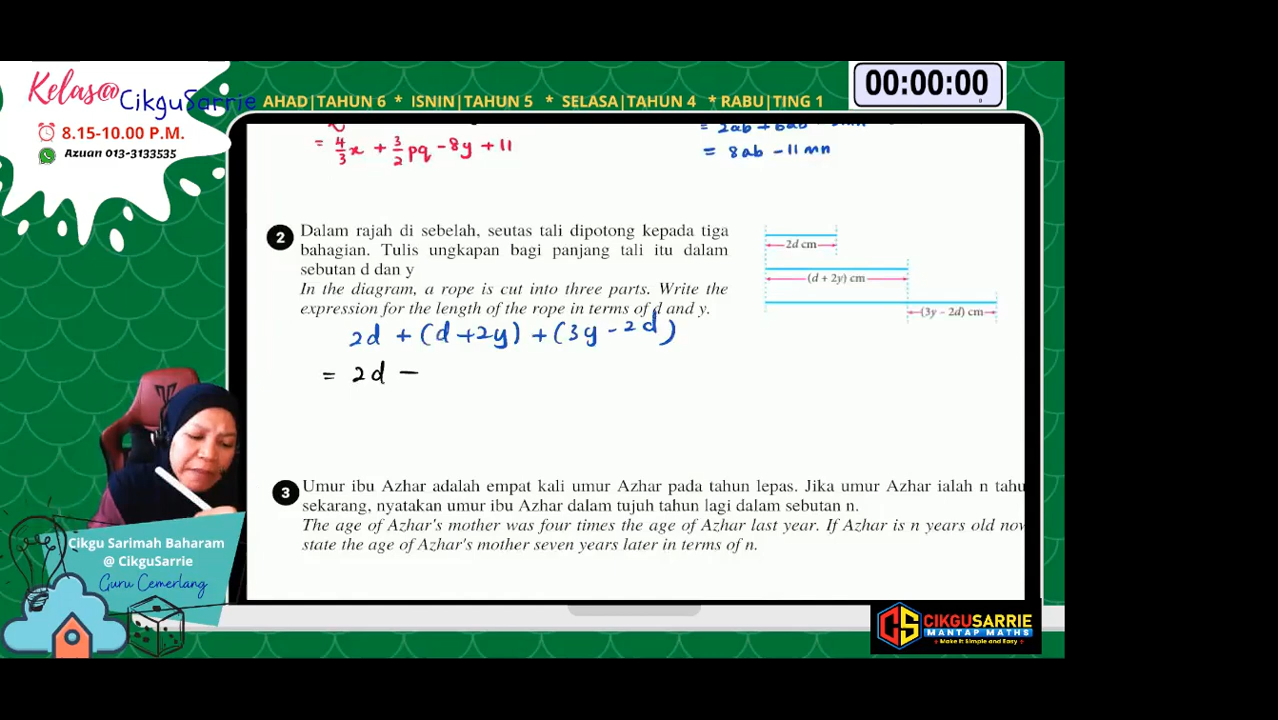 Kelas@CikguSarrie
8.15-10.00 P.M.
Azuan 013-3133535
AHAD|TAHUN 6 * ISNIN|TAHUN 5 * SELASA|TAHUN 4 * RABU|TING 1
00:00:00
= 4/3 x + 3/2 pq - 8y + 11
= 8ab - 11mn
2 Dalam rajah di sebelah, seutas tali dipotong kepada tiga
bahagian. Tulis ungkapan bagi panjang tali itu dalam
sebutan d dan y
In the diagram, a rope is cut into three parts. Write the
expression for the length of the rope in terms of d and y.
2d cm
(d + 2y) cm
(3y – 2d) cm
2d + (d+2y) + (3y - 2d)
= 2d –
3 Umur ibu Azhar adalah empat kali umur Azhar pada tahun lepas. Jika umur Azhar ialah n tahu
sekarang, nyatakan umur ibu Azhar dalam tujuh tahun lagi dalam sebutan n.
The age of Azhar's mother was four times the age of Azhar last year. If Azhar is n years old now
state the age of Azhar's mother seven years later in terms of n.
Cikgu Sarimah Baharam
@ CikguSarrie
Guru Cemerlang
CS CIKGUSARRIE
MANTAP MATHS
Make It Simple and Easy